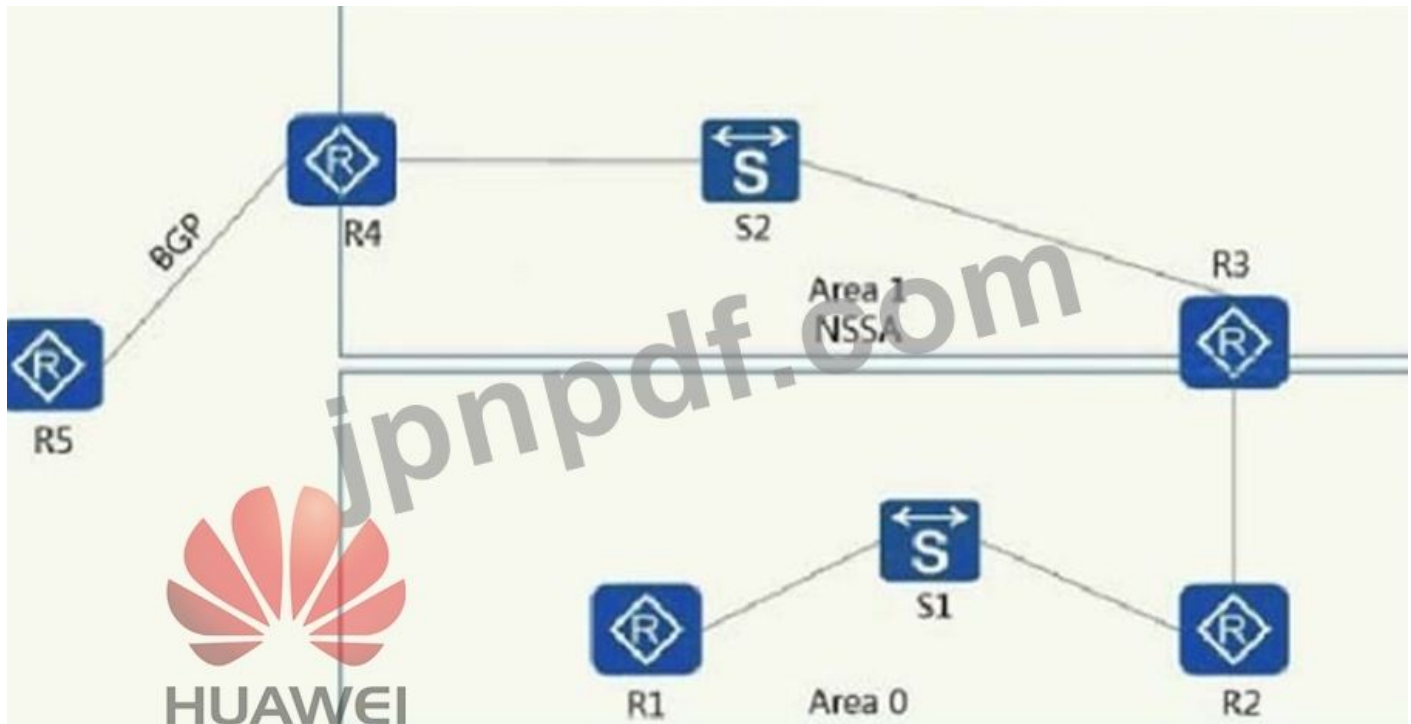 R
S
R4
S2
BGP
R3
Area 1
NSSA
R
R
R5
jpnpdf.com
S
R
S1
R
HUAWEI
R1
Area 0
R2